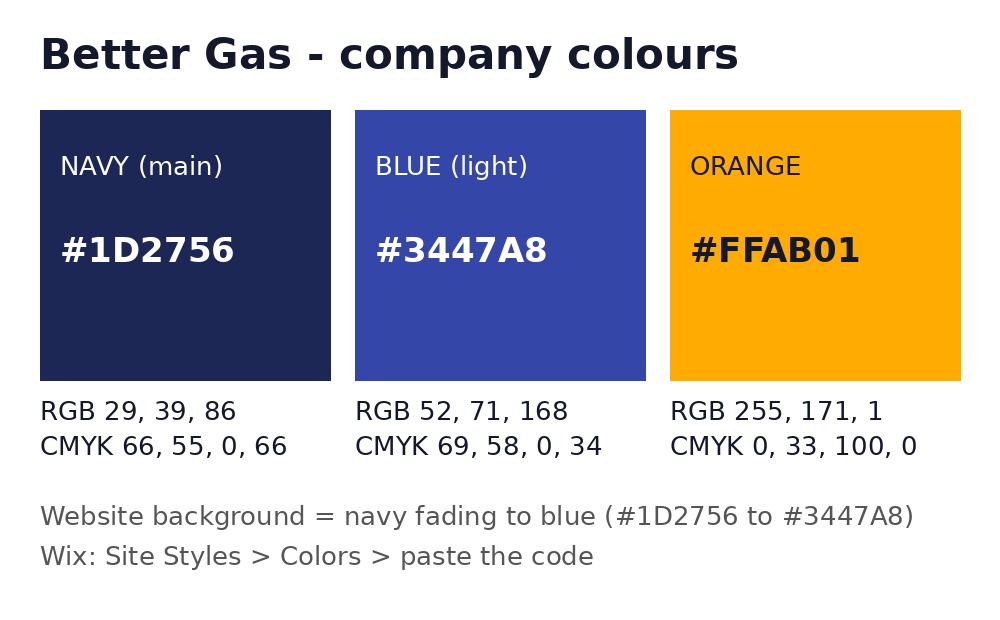 Better Gas - company colours
NAVY (main)
#1D2756
RGB 29, 39, 86
CMYK 66, 55, 0, 66
BLUE (light)
#3447A8
RGB 52, 71, 168
CMYK 69, 58, 0, 34
ORANGE
#FFAB01
RGB 255, 171, 1
CMYK 0, 33, 100, 0
Website background = navy fading to blue (#1D2756 to #3447A8)
Wix: Site Styles > Colors > paste the code